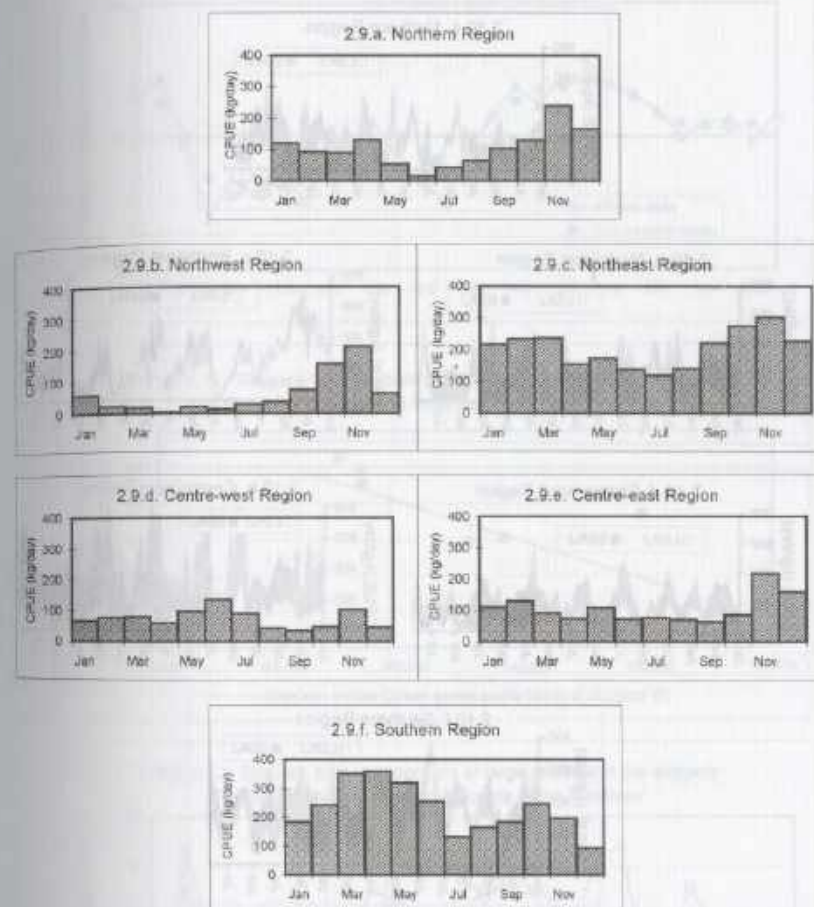 2.9.a. Northern Region
CPUE (kg/day)
400
300
200
100
0
Jan Mar May Jul Sep Nov
2.9.b. Northwest Region
CPUE (kg/day)
400
300
200
100
0
Jan Mar May Jul Sep Nov
2.9.c. Northeast Region
CPUE (kg/day)
400
300
200
100
0
Jan Mar May Jul Sep Nov
2.9.d. Centre-west Region
CPUE (kg/day)
400
300
200
100
0
Jan Mar May Jul Sep Nov
2.9.e. Centre-east Region
CPUE (kg/day)
400
300
200
100
0
Jan Mar May Jul Sep Nov
2.9.f. Southern Region
CPUE (kg/day)
400
300
200
100
0
Jan Mar May Jul Sep Nov